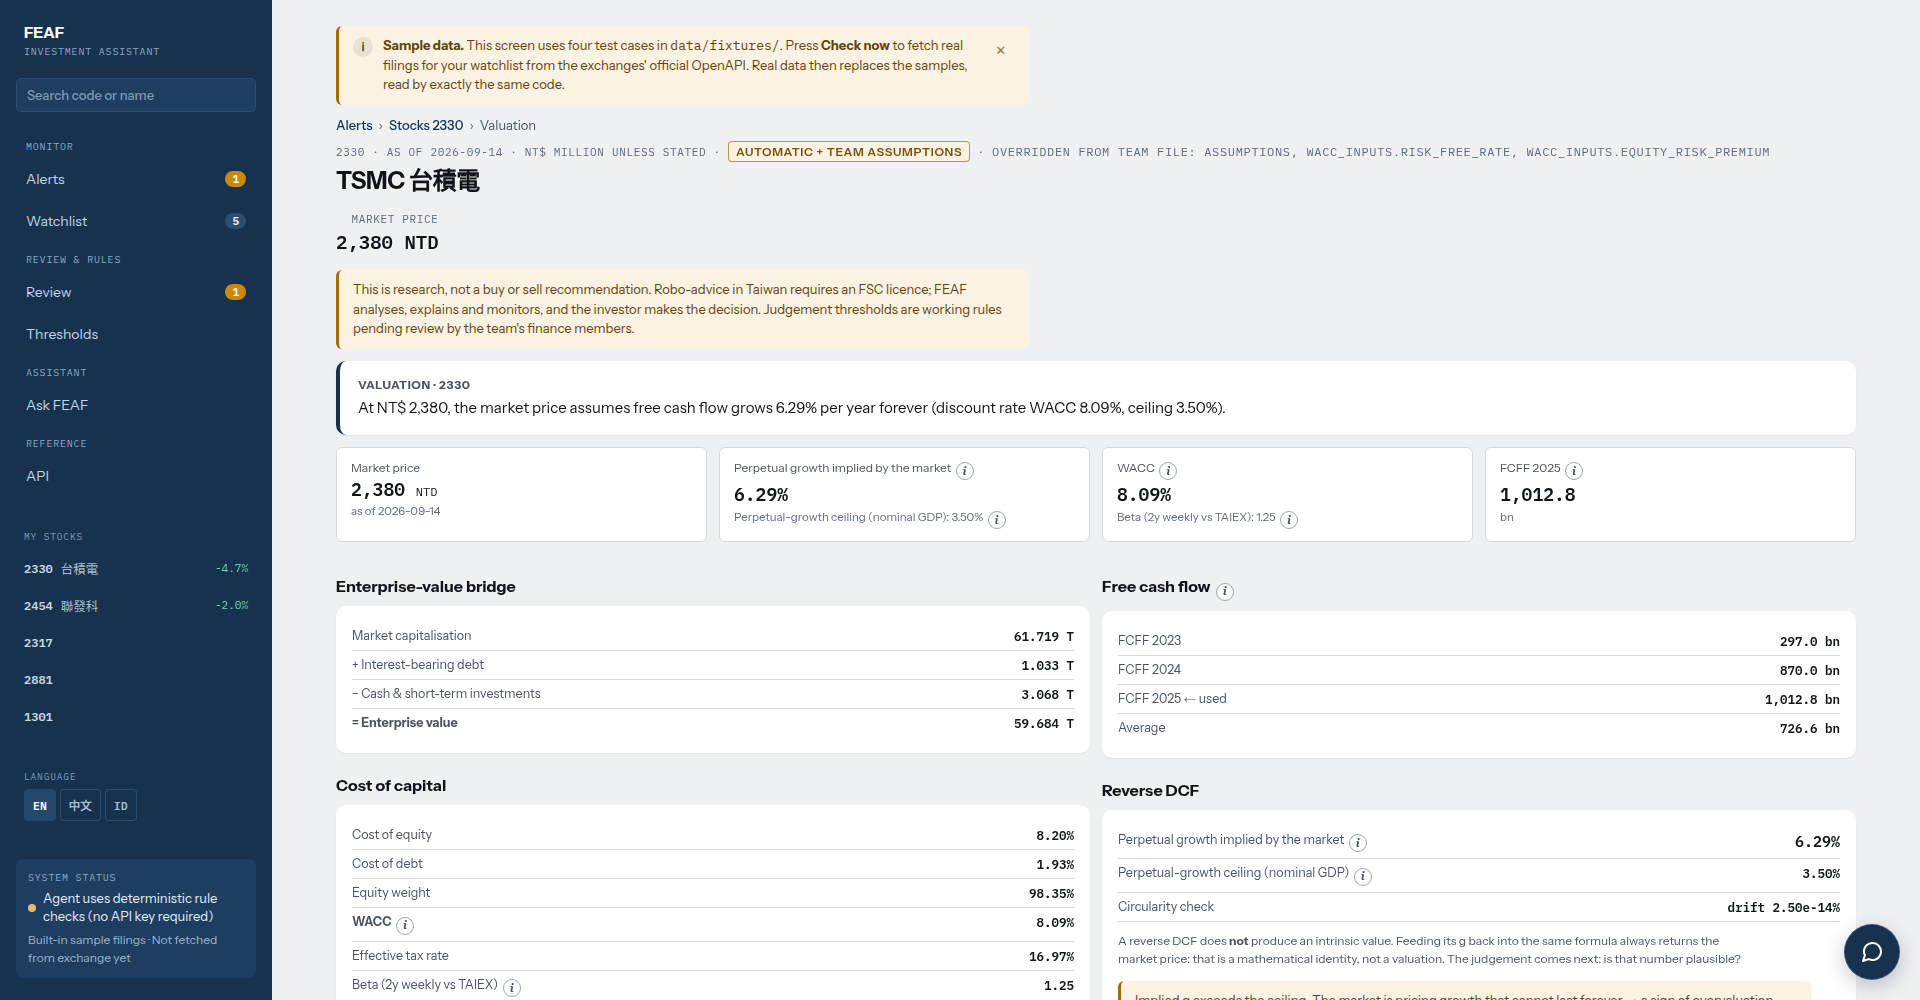 FEAF
INVESTMENT ASSISTANT
Search code or name
MONITOR
Alerts 1
Watchlist 5
REVIEW & RULES
Review 1
Thresholds
ASSISTANT
Ask FEAF
REFERENCE
API
MY STOCKS
2330 台積電 -4.7%
2454 聯發科 -2.0%
2317
2881
1301
LANGUAGE
EN 中文 ID
SYSTEM STATUS
Agent uses deterministic rule
checks (no API key required)
Built-in sample filings · Not fetched
from exchange yet
i Sample data. This screen uses four test cases in data/fixtures/. Press Check now to fetch real ×
filings for your watchlist from the exchanges' official OpenAPI. Real data then replaces the samples,
read by exactly the same code.
Alerts › Stocks 2330 › Valuation
2330 · AS OF 2026-09-14 · NT$ MILLION UNLESS STATED · AUTOMATIC + TEAM ASSUMPTIONS · OVERRIDDEN FROM TEAM FILE: ASSUMPTIONS, WACC_INPUTS.RISK_FREE_RATE, WACC_INPUTS.EQUITY_RISK_PREMIUM
TSMC 台積電
MARKET PRICE
2,380 NTD
This is research, not a buy or sell recommendation. Robo-advice in Taiwan requires an FSC licence; FEAF
analyses, explains and monitors, and the investor makes the decision. Judgement thresholds are working rules
pending review by the team's finance members.
VALUATION · 2330
At NT$ 2,380, the market price assumes free cash flow grows 6.29% per year forever (discount rate WACC 8.09%, ceiling 3.50%).
Market price
2,380 NTD
as of 2026-09-14
Perpetual growth implied by the market i
6.29%
Perpetual-growth ceiling (nominal GDP): 3.50% i
WACC i
8.09%
Beta (2y weekly vs TAIEX): 1.25 i
FCFF 2025 i
1,012.8
bn
Enterprise-value bridge
Market capitalisation 61.719 T
+ Interest-bearing debt 1.033 T
− Cash & short-term investments 3.068 T
= Enterprise value 59.684 T
Free cash flow i
FCFF 2023 297.0 bn
FCFF 2024 870.0 bn
FCFF 2025 ← used 1,012.8 bn
Average 726.6 bn
Cost of capital
Cost of equity 8.20%
Cost of debt 1.93%
Equity weight 98.35%
WACC i 8.09%
Effective tax rate 16.97%
Beta (2y weekly vs TAIEX) i 1.25
Reverse DCF
Perpetual growth implied by the market i 6.29%
Perpetual-growth ceiling (nominal GDP) i 3.50%
Circularity check drift 2.50e-14%
A reverse DCF does not produce an intrinsic value. Feeding its g back into the same formula always returns the
market price: that is a mathematical identity, not a valuation. The judgement comes next: is that number plausible?
Implied g exceeds the ceiling. The market is pricing growth that cannot last forever → a sign of overvaluation